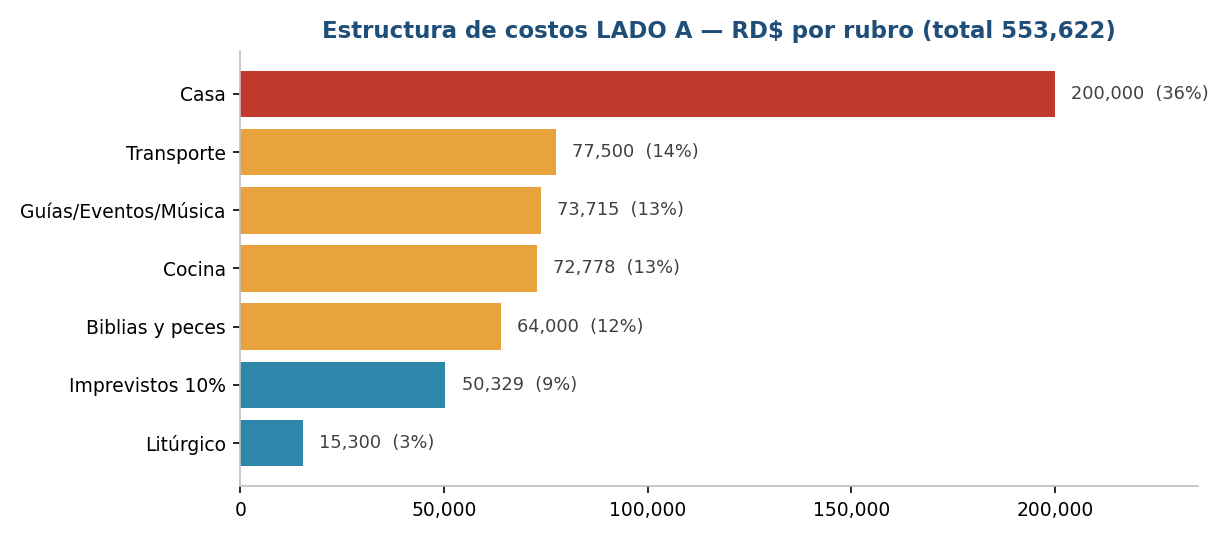 Estructura de costos LADO A — RD$ por rubro (total 553,622)
Casa 200,000 (36%)
Transporte 77,500 (14%)
Guías/Eventos/Música 73,715 (13%)
Cocina 72,778 (13%)
Biblias y peces 64,000 (12%)
Imprevistos 10% 50,329 (9%)
Litúrgico 15,300 (3%)
0 50,000 100,000 150,000 200,000